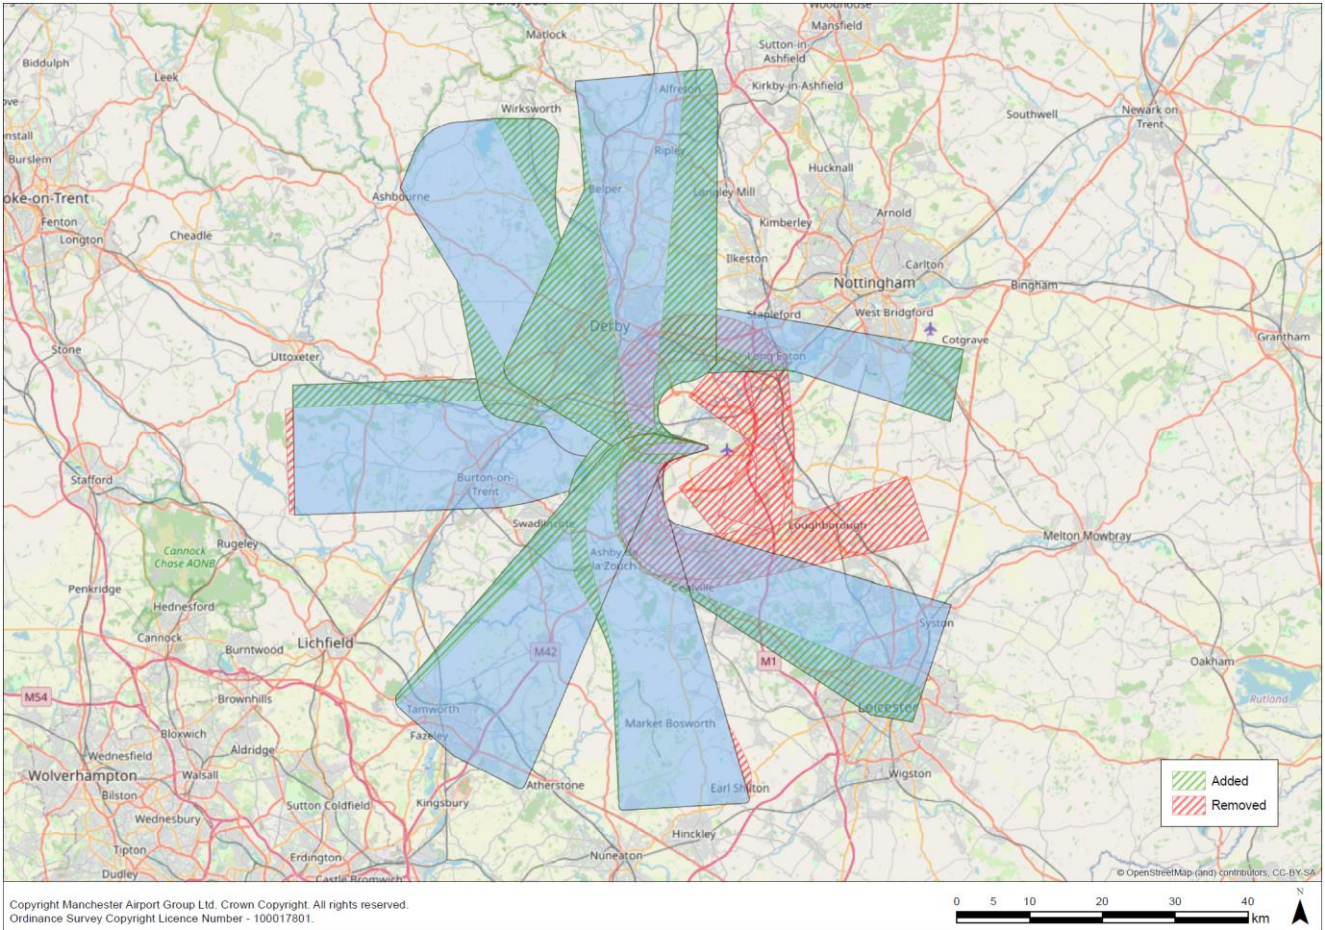 Matlock
Mansfield
Biddulph
Leek
Sutton-in-
Ashfield
Kirkby-in-Ashfield
Alfreton
Wirksworth
Newark on
Trent
Southwell
Burslem
Ripley
Hucknall
oke-on-Trent
Ashbourne
Belper
Langley Mill
Fenton
Longton
Cheadle
Kimberley
Arnold
Ilkeston
Carlton
Nottingham
Bingham
Stapleford
West Bridgford
Derby
Cotgrave
Grantham
Stone
Uttoxeter
Long Eaton
Stafford
Burton-on-
Trent
Swadlincote
Loughborough
Melton Mowbray
Rugeley
Cannock
Chase AONB
Ashby-de-
la-Zouch
Coalville
Penkridge
Hednesford
Cannock
Lichfield
Burntwood
Syston
M42
M1
Oakham
M54
Brownhills
Rutland
Tamworth
Leicester
Bloxwich
Fazeley
Market Bosworth
Wednesfield
Aldridge
Wolverhampton
Walsall
Atherstone
Earl Shilton
Wigston
Bilston
Sutton Coldfield
Kingsbury
Wednesbury
Hinckley
Tipton
Erdington
Nuneaton
Dudley
Castle Bromwich
Added
Removed
© OpenStreetMap (and) contributors, CC-BY-SA
Copyright Manchester Airport Group Ltd. Crown Copyright. All rights reserved.
Ordinance Survey Copyright Licence Number - 100017801.
0 5 10 20 30 40
km
N